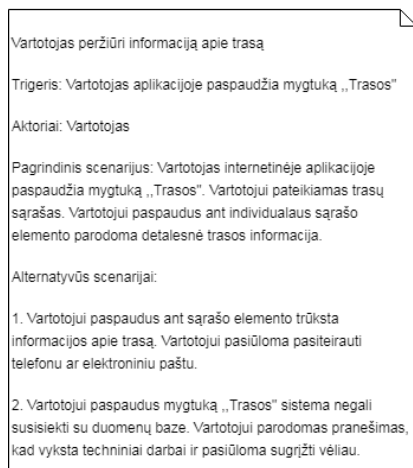 Vartotojas peržiūri informaciją apie trasą
Trigeris: Vartotojas aplikacijoje paspaudžia mygtuką ,,Trasos"
Aktoriai: Vartotojas
Pagrindinis scenarijus: Vartotojas internetinėje aplikacijoje
paspaudžia mygtuką ,,Trasos". Vartotojui pateikiamas trasų
sąrašas. Vartotojui paspaudus ant individualaus sąrašo
elemento parodoma detalesnė trasos informacija.
Alternatyvūs scenarijai:
1. Vartotojui paspaudus ant sąrašo elemento trūksta
informacijos apie trasą. Vartotojui pasiūloma pasiteirauti
telefonu ar elektroniniu paštu.
2. Vartotojui paspaudus mygtuką ,,Trasos" sistema negali
susisiekti su duomenų baze. Vartotojui parodomas pranešimas,
kad vyksta techniniai darbai ir pasiūloma sugrįžti vėliau.